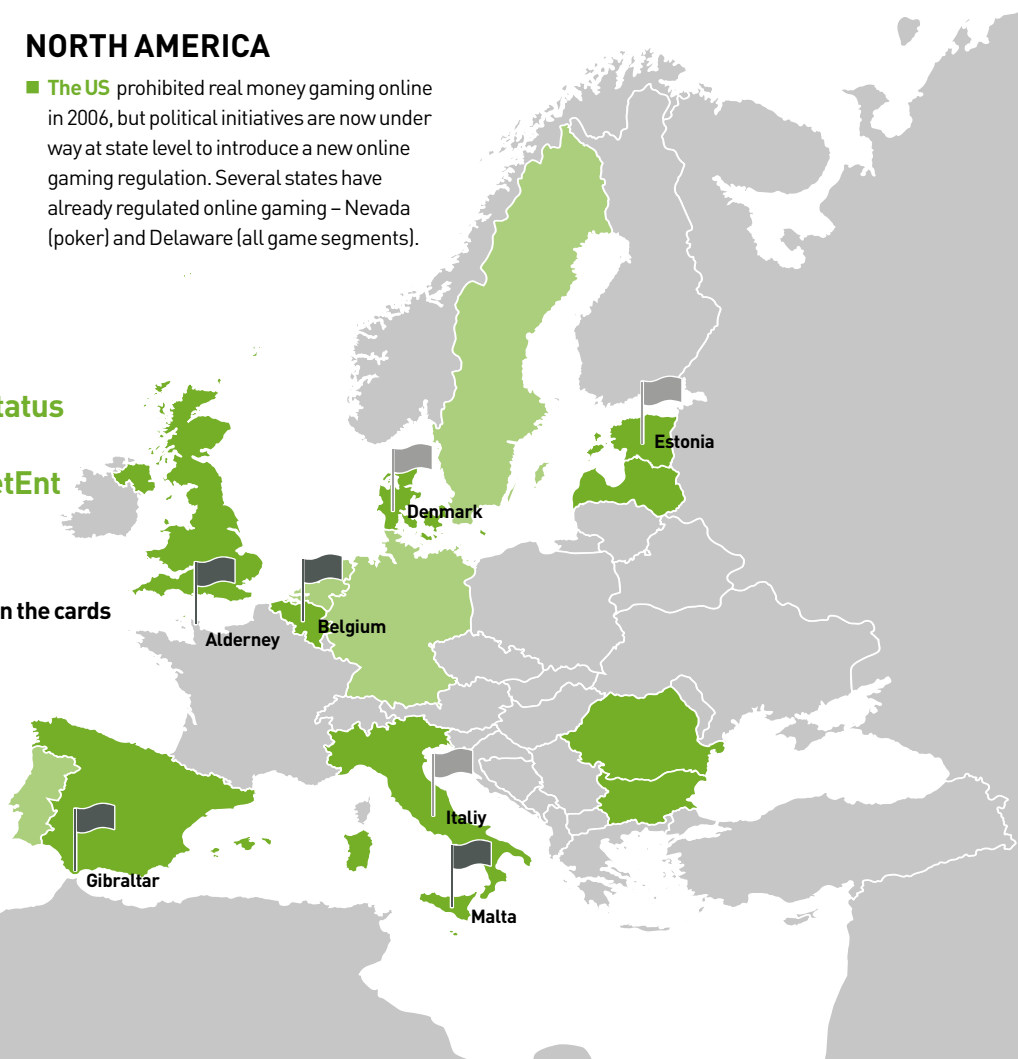 NORTH AMERICA
■ The US prohibited real money gaming online
in 2006, but political initiatives are now under
way at state level to introduce a new online
gaming regulation. Several states have
already regulated online gaming – Nevada
(poker) and Delaware (all game segments).
tatus
etEnt
n the cards
Estonia
Denmark
Belgium
Alderney
Italiy
Gibraltar
Malta